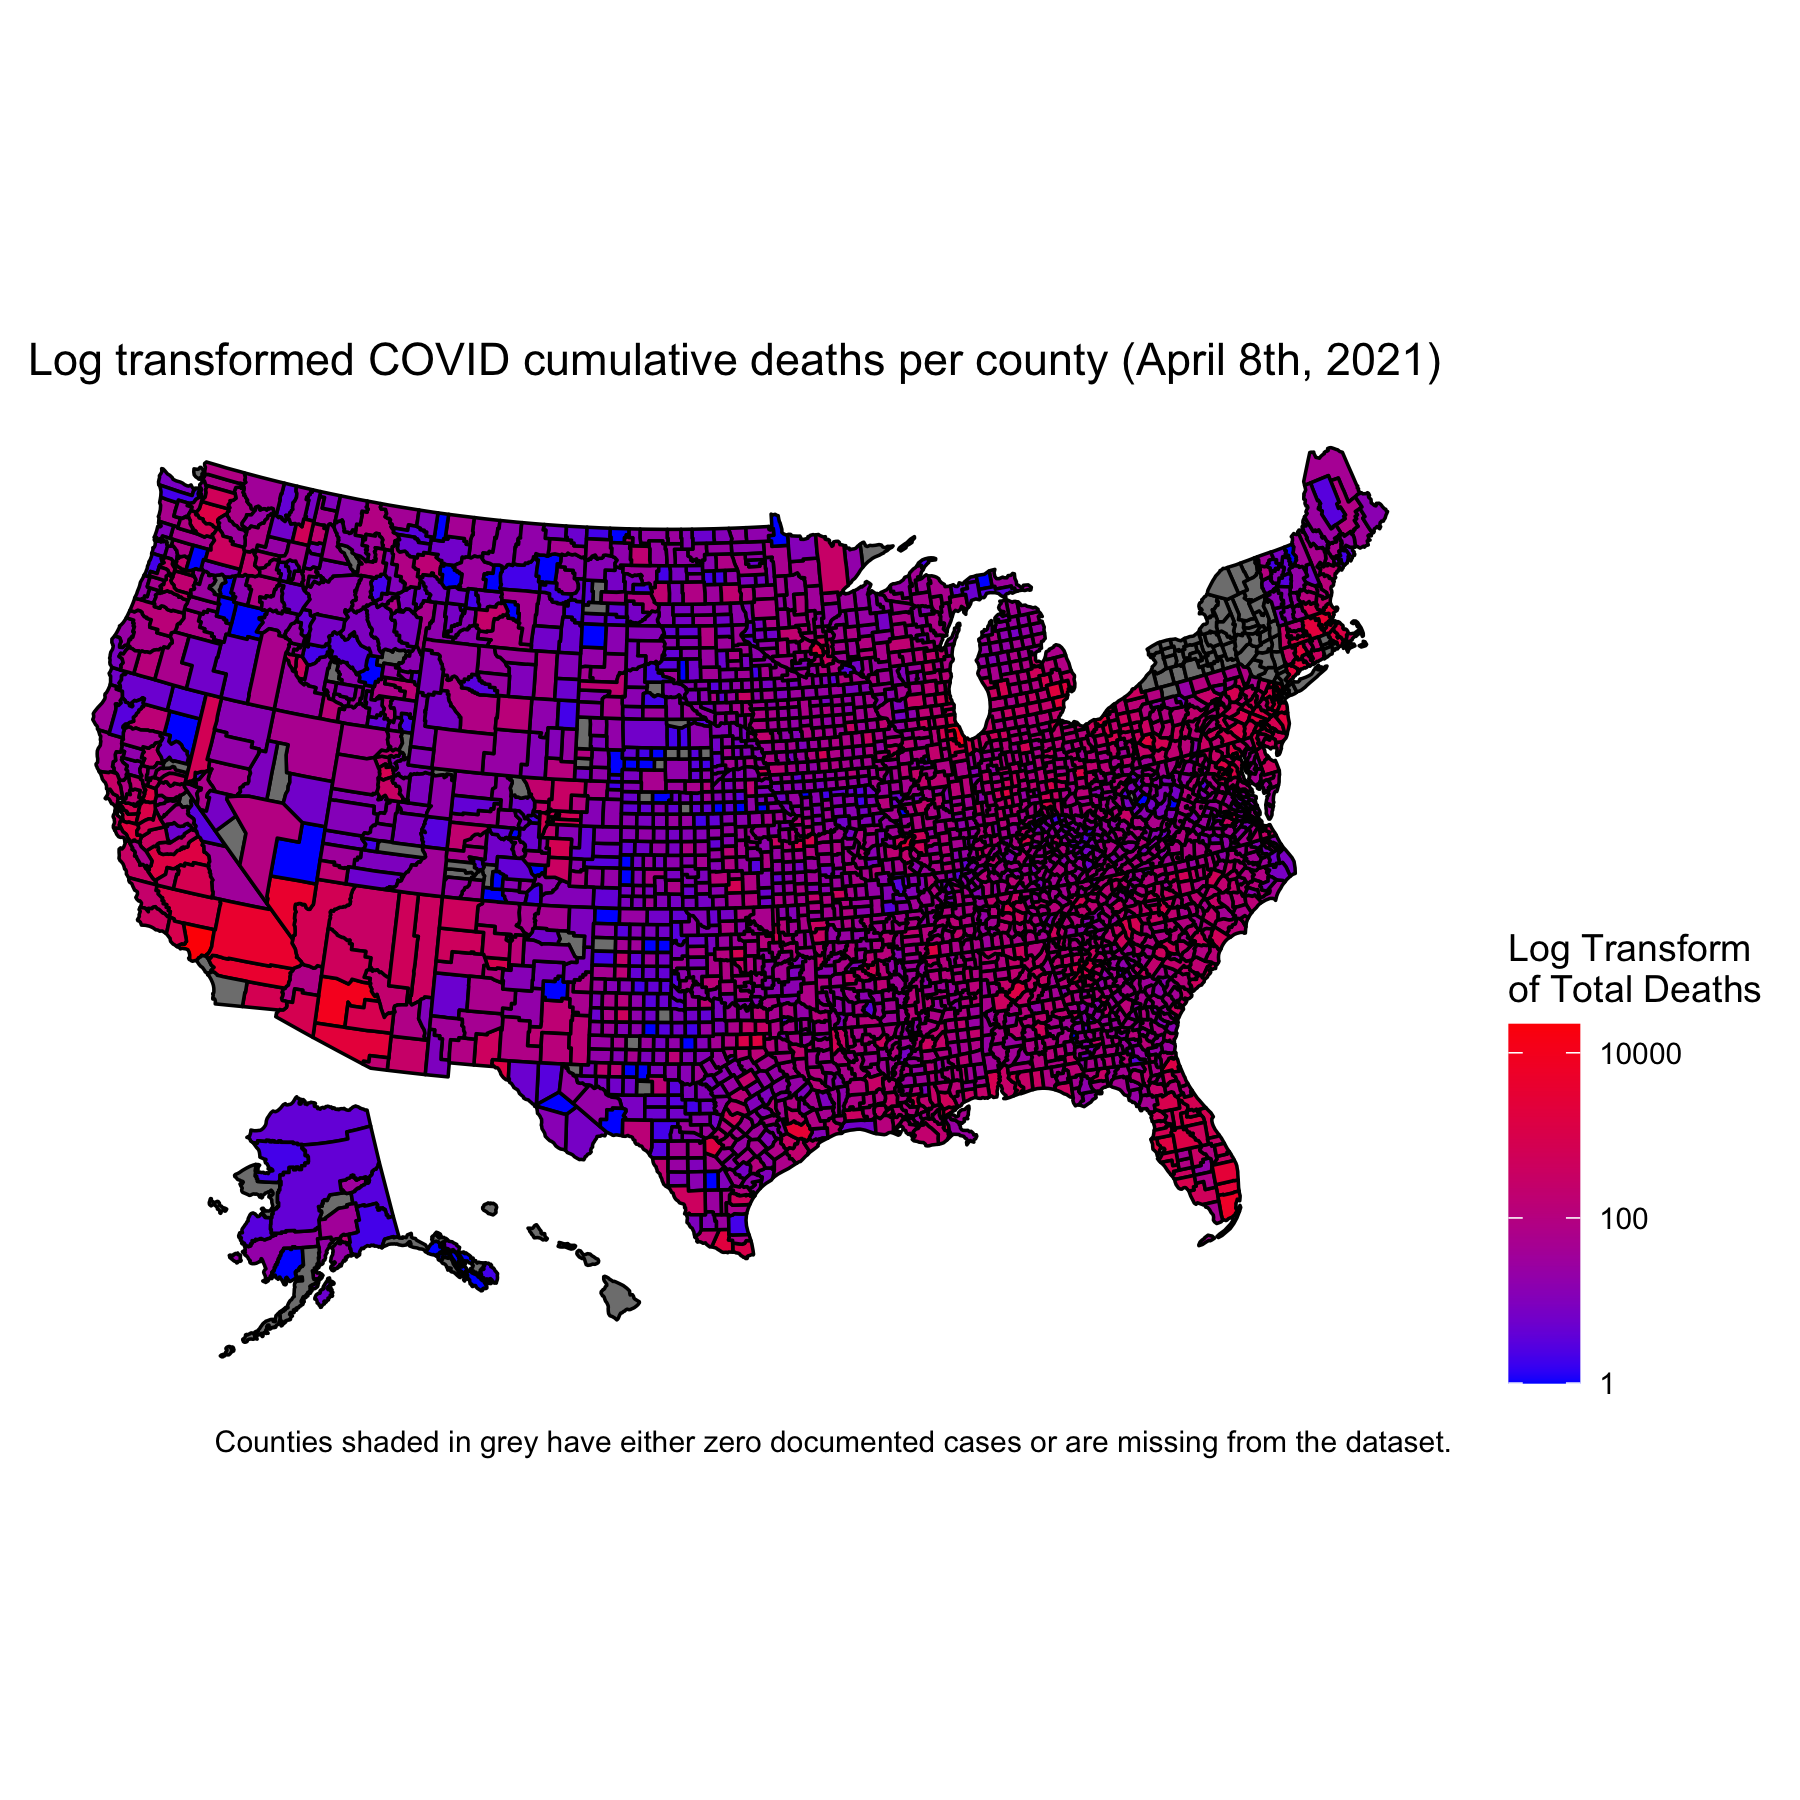 Log transformed COVID cumulative deaths per county (April 8th, 2021)
Log Transform
of Total Deaths
10000
100
1
Counties shaded in grey have either zero documented cases or are missing from the dataset.